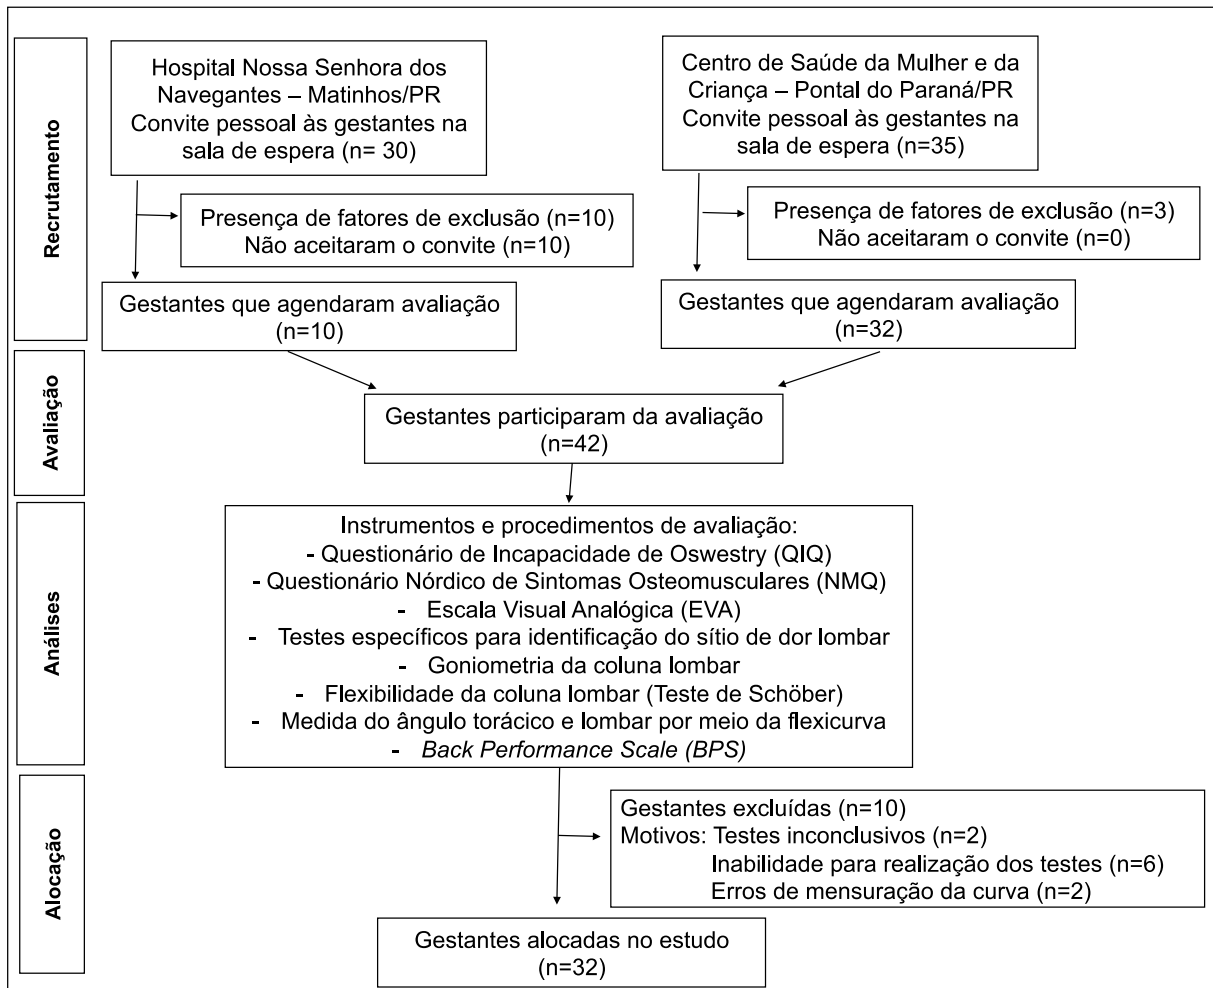 Recrutamento
Hospital Nossa Senhora dos
Navegantes – Matinhos/PR
Convite pessoal às gestantes na
sala de espera (n= 30)
Centro de Saúde da Mulher e da
Criança – Pontal do Paraná/PR
Convite pessoal às gestantes na
sala de espera (n=35)
Presença de fatores de exclusão (n=10)
Não aceitaram o convite (n=10)
Presença de fatores de exclusão (n=3)
Não aceitaram o convite (n=0)
Gestantes que agendaram avaliação
(n=10)
Gestantes que agendaram avaliação
(n=32)
Avaliação
Gestantes participaram da avaliação
(n=42)
Análises
Instrumentos e procedimentos de avaliação:
- Questionário de Incapacidade de Oswestry (QIQ)
- Questionário Nórdico de Sintomas Osteomusculares (NMQ)
- Escala Visual Analógica (EVA)
- Testes específicos para identificação do sítio de dor lombar
- Goniometria da coluna lombar
- Flexibilidade da coluna lombar (Teste de Schöber)
- Medida do ângulo torácico e lombar por meio da flexicurva
- Back Performance Scale (BPS)
Alocação
Gestantes excluídas (n=10)
Motivos: Testes inconclusivos (n=2)
Inabilidade para realização dos testes (n=6)
Erros de mensuração da curva (n=2)
Gestantes alocadas no estudo
(n=32)